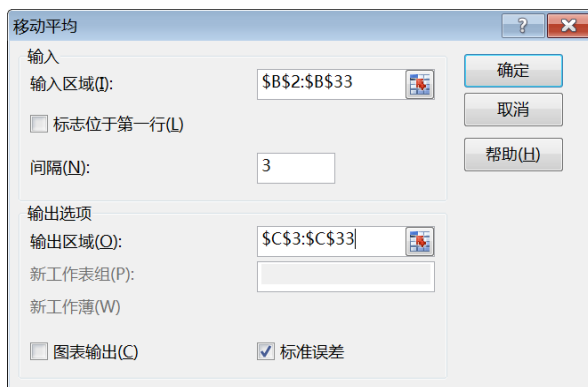 移动平均
输入
输入区域(I): $B$2:$B$33
确定
标志位于第一行(L)
取消
间隔(N): 3
帮助(H)
输出选项
输出区域(O): $C$3:$C$33
新工作表组(P):
新工作薄(W)
图表输出(C) 标准误差